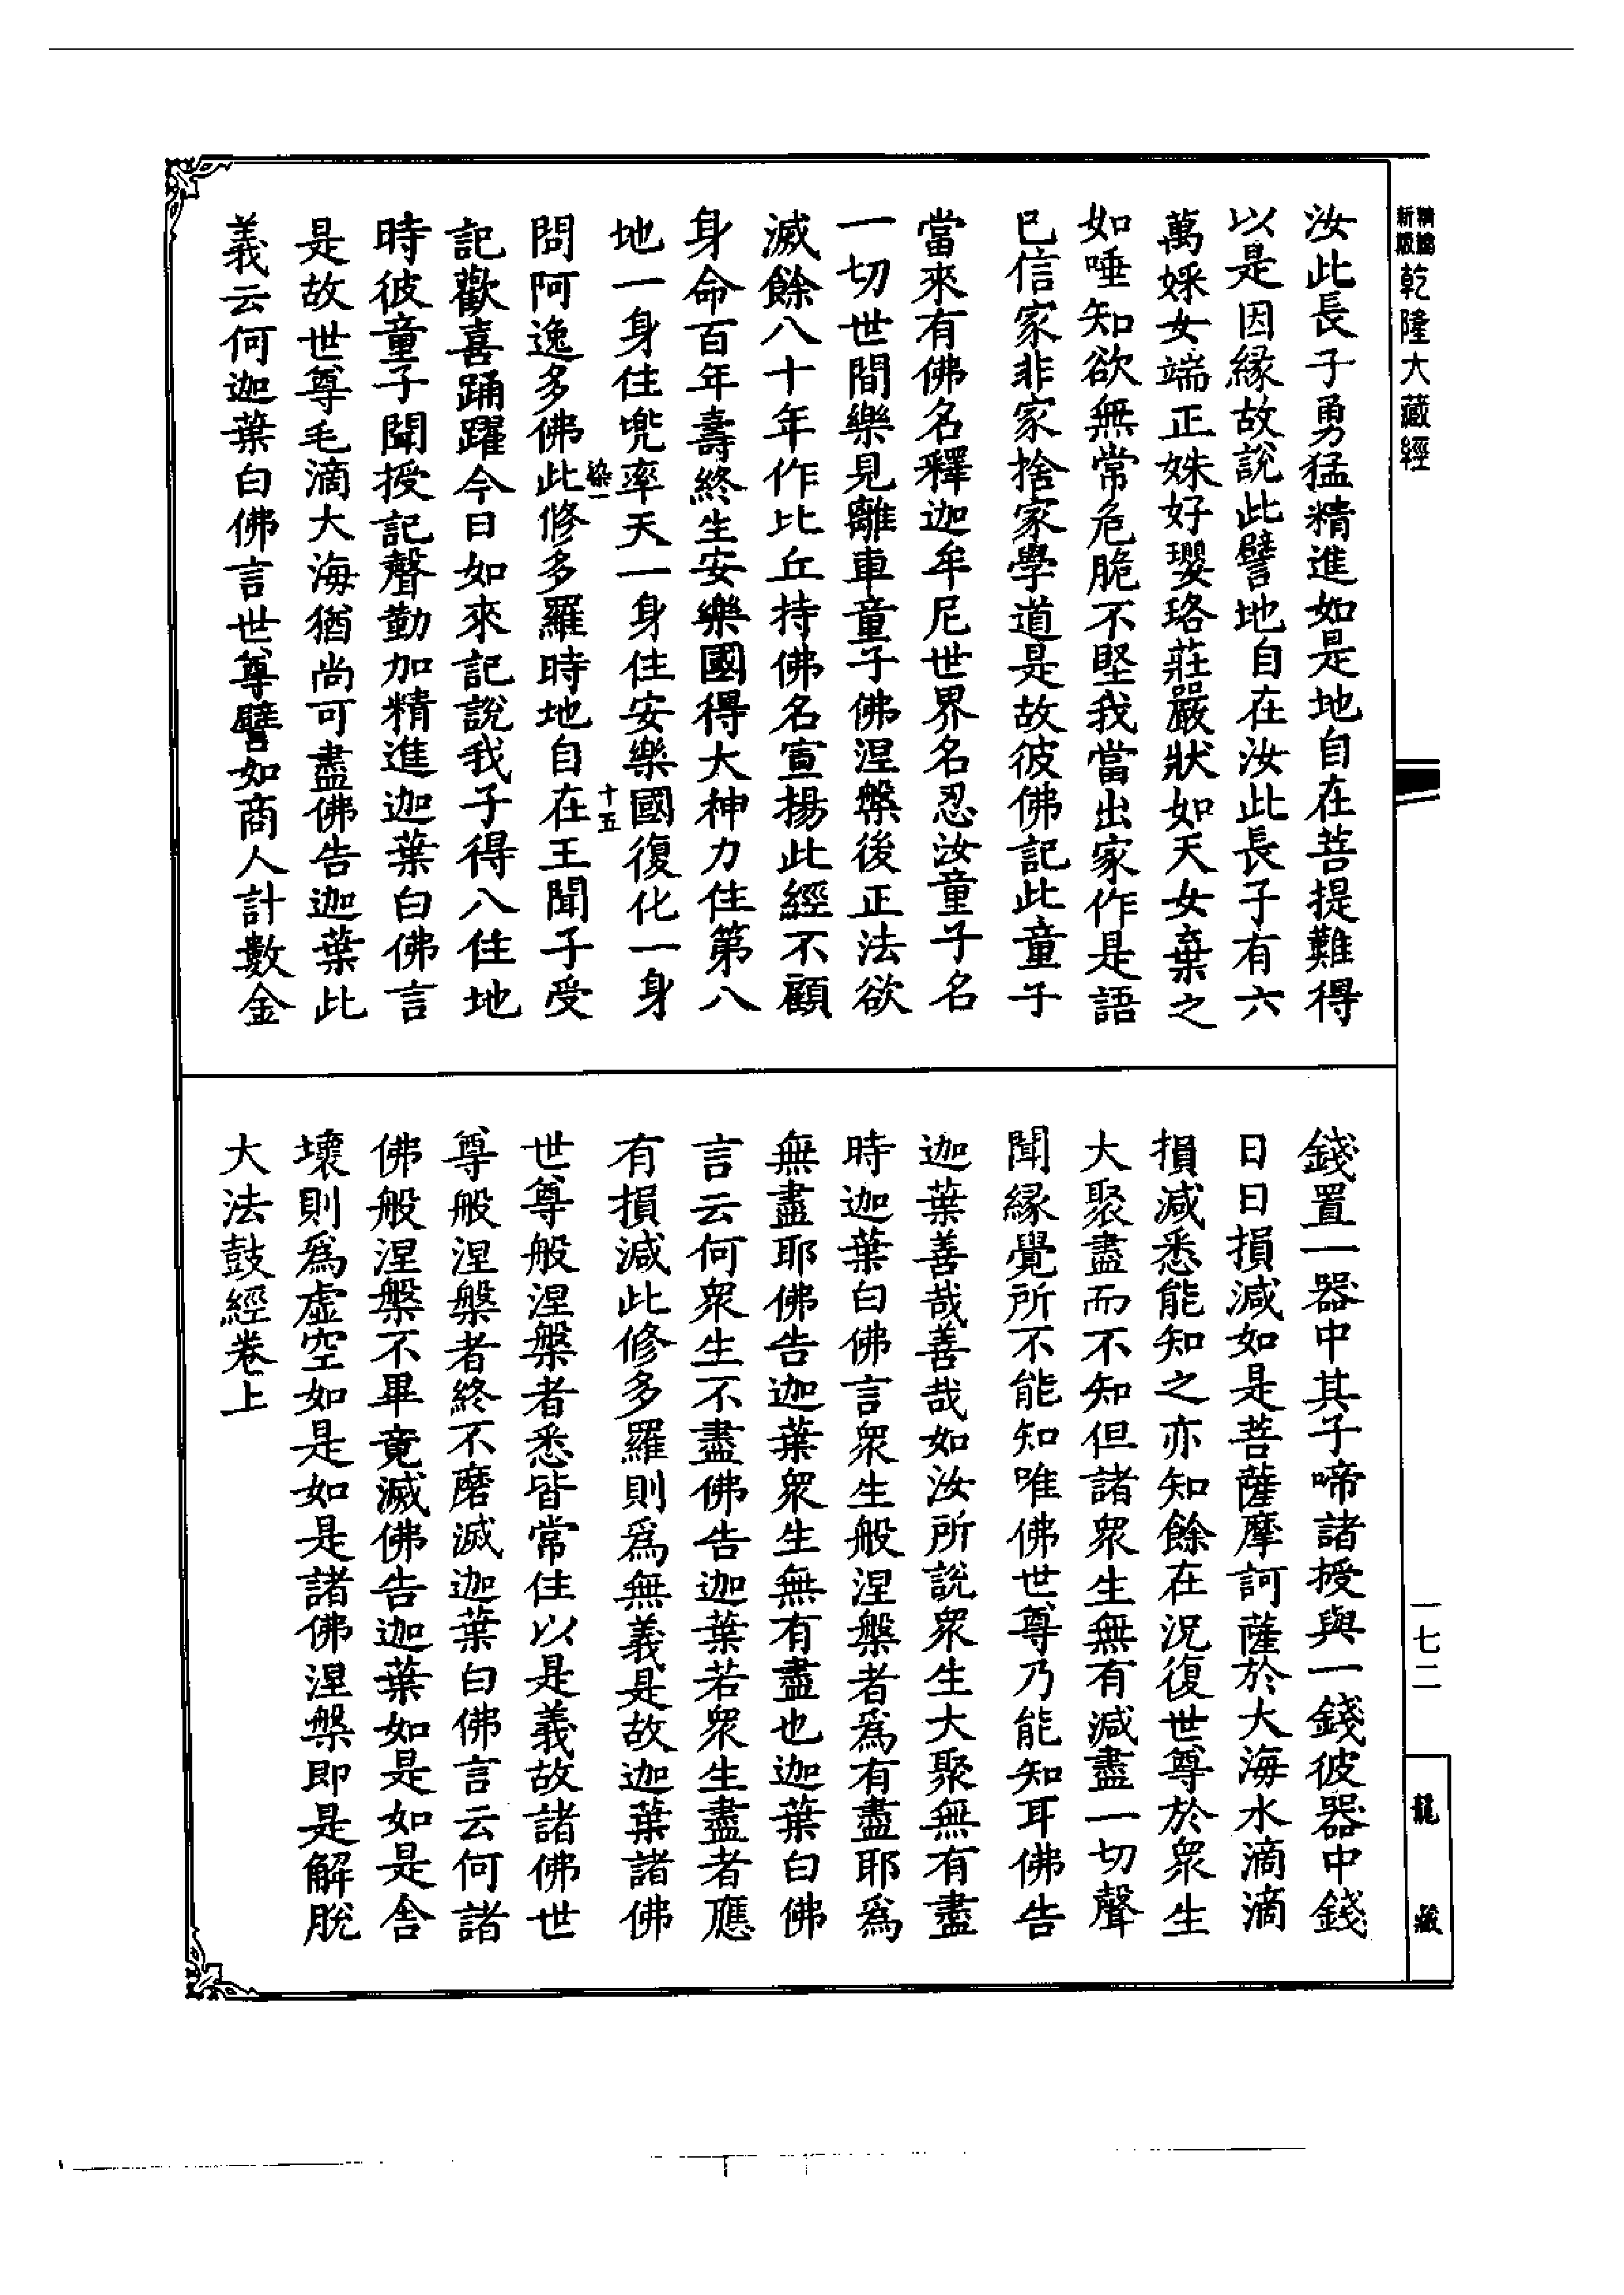 精縮
新版
乾隆大藏經
汝此長子勇猛精進如是地自在菩提難得
以是因緣故說此譬地自在汝此長子有六
萬婇女端正姝好瓔珞莊嚴狀如天女棄之
如唾知欲無常危脆不堅我當出家作是語
已信家非家捨家學道是故彼佛記此童子
當來有佛名釋迦牟尼世界名忍汝童子名
一切世間樂見離車童子佛涅槃後正法欲
滅餘八十年作比丘持佛名宣揚此經不顧
身命百年壽終生安樂國得大神力住第八
地一身住兜率天一身住安樂國復化一身
染一
十五
問阿逸多佛此修多羅時地自在王聞子受
記歡喜踊躍今日如來記說我子得八住地
時彼童子聞授記聲勤加精進迦葉白佛言
是故世尊毛滴大海猶尚可盡佛告迦葉此
義云何迦葉白佛言世尊譬如商人計數金
錢置一器中其子啼諸授與一錢彼器中錢
日日損減如是菩薩摩訶薩於大海水滴滴
損減悉能知之亦知餘在況復世尊於眾生
大聚盡而不知但諸眾生無有減盡一切聲
聞緣覺所不能知唯佛世尊乃能知耳佛告
迦葉善哉善哉如汝所說眾生大聚無有盡
時迦葉白佛言眾生般涅槃者為有盡耶為
無盡耶佛告迦葉眾生無有盡也迦葉白佛
言云何眾生不盡佛告迦葉若眾生盡者應
有損減此修多羅則為無義是故迦葉諸佛
世尊般涅槃者悉皆常住以是義故諸佛世
尊般涅槃者終不磨滅迦葉白佛言云何諸
佛般涅槃不畢竟滅佛告迦葉如是如是舍
壞則為虛空如是如是諸佛涅槃即是解脫
大法鼓經卷上
一七二
龍藏